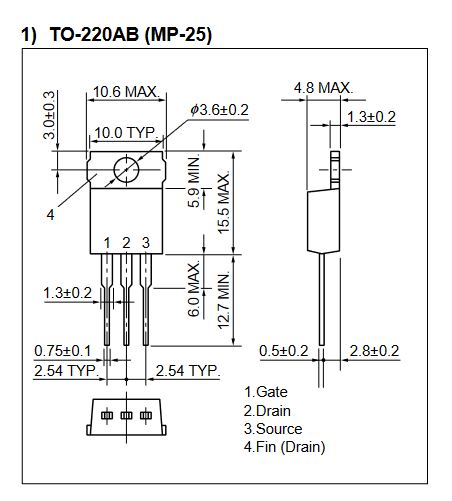 1) TO-220AB (MP-25)
10.6 MAX.
4.8 MAX.
3.0±0.3
ϕ3.6±0.2
1.3±0.2
10.0 TYP.
5.9 MIN.
15.5 MAX.
4
1 2 3
1.3±0.2
6.0 MAX.
12.7 MIN.
0.75±0.1
0.5±0.2
2.8±0.2
2.54 TYP.
2.54 TYP.
1.Gate
2.Drain
3.Source
4.Fin (Drain)